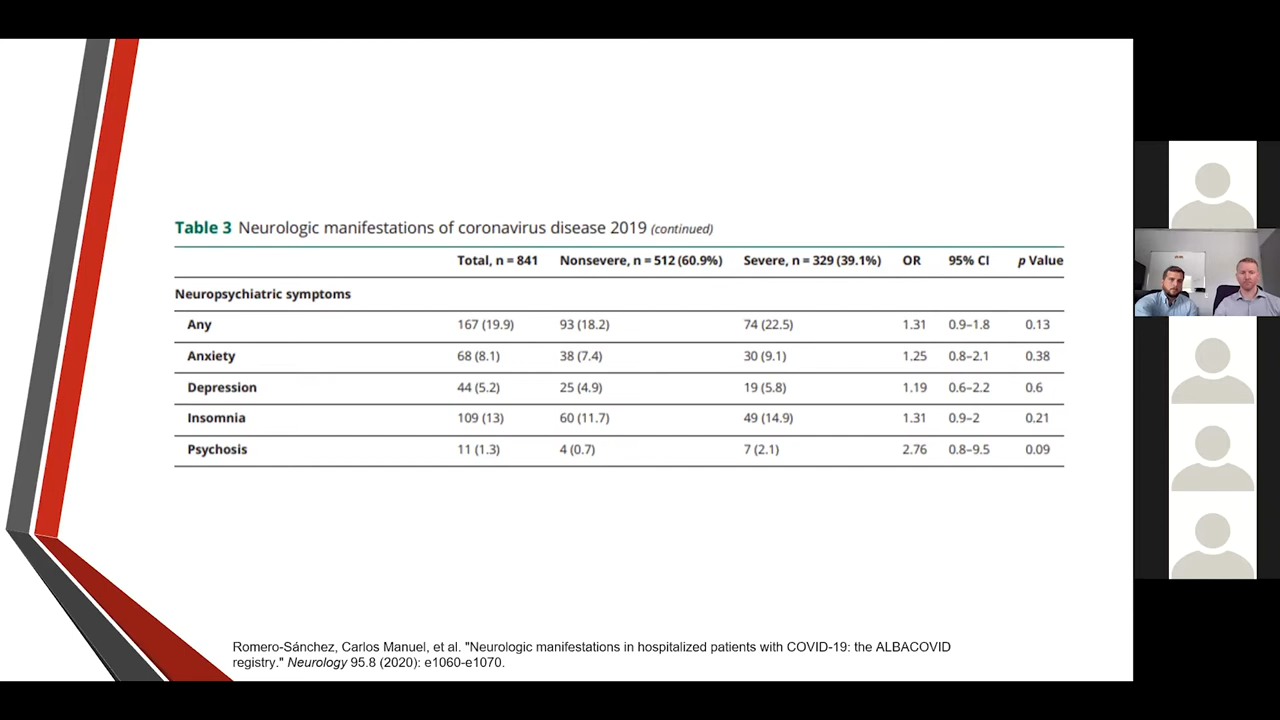 Table 3 Neurologic manifestations of coronavirus disease 2019 (continued)
Total, n = 841 Nonsevere, n = 512 (60.9%) Severe, n = 329 (39.1%) OR 95% CI p Value
Neuropsychiatric symptoms
Any 167 (19.9) 93 (18.2) 74 (22.5) 1.31 0.9–1.8 0.13
Anxiety 68 (8.1) 38 (7.4) 30 (9.1) 1.25 0.8–2.1 0.38
Depression 44 (5.2) 25 (4.9) 19 (5.8) 1.19 0.6–2.2 0.6
Insomnia 109 (13) 60 (11.7) 49 (14.9) 1.31 0.9–2 0.21
Psychosis 11 (1.3) 4 (0.7) 7 (2.1) 2.76 0.8–9.5 0.09
Romero-Sánchez, Carlos Manuel, et al. "Neurologic manifestations in hospitalized patients with COVID-19: the ALBACOVID
registry." Neurology 95.8 (2020): e1060-e1070.